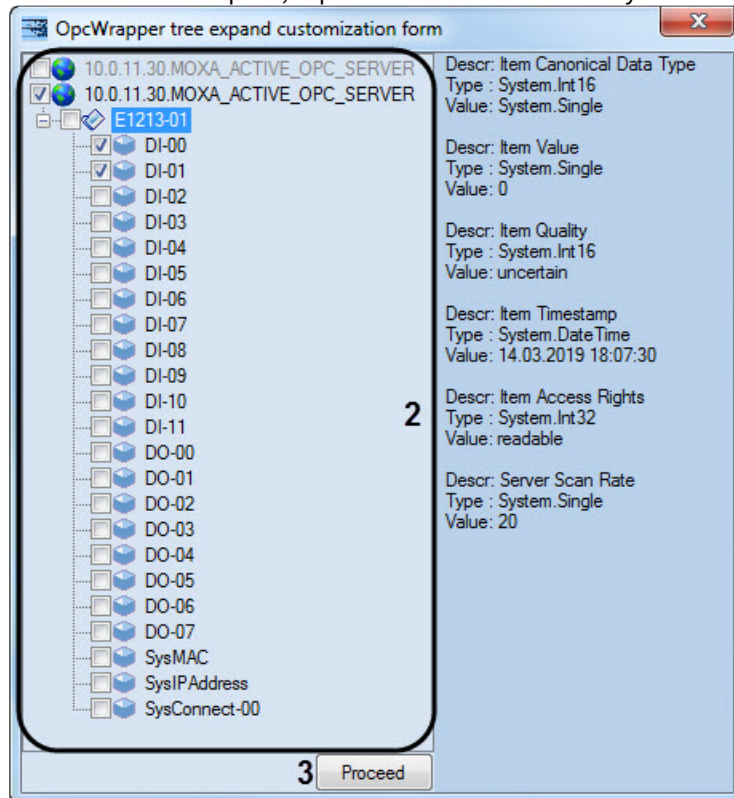 OpcWrapper tree expand customization form
10.0.11.30.MOXA_ACTIVE_OPC_SERVER
10.0.11.30.MOXA_ACTIVE_OPC_SERVER
E1213-01
DI-00
DI-01
DI-02
DI-03
DI-04
DI-05
DI-06
DI-07
DI-08
DI-09
DI-10
DI-11
DO-00
DO-01
DO-02
DO-03
DO-04
DO-05
DO-06
DO-07
SysMAC
SysIPAddress
SysConnect-00
2
Descr: Item Canonical Data Type
Type : System.Int16
Value: System.Single
Descr: Item Value
Type : System.Single
Value: 0
Descr: Item Quality
Type : System.Int16
Value: uncertain
Descr: Item Timestamp
Type : System.DateTime
Value: 14.03.2019 18:07:30
Descr: Item Access Rights
Type : System.Int32
Value: readable
Descr: Server Scan Rate
Type : System.Single
Value: 20
3 Proceed